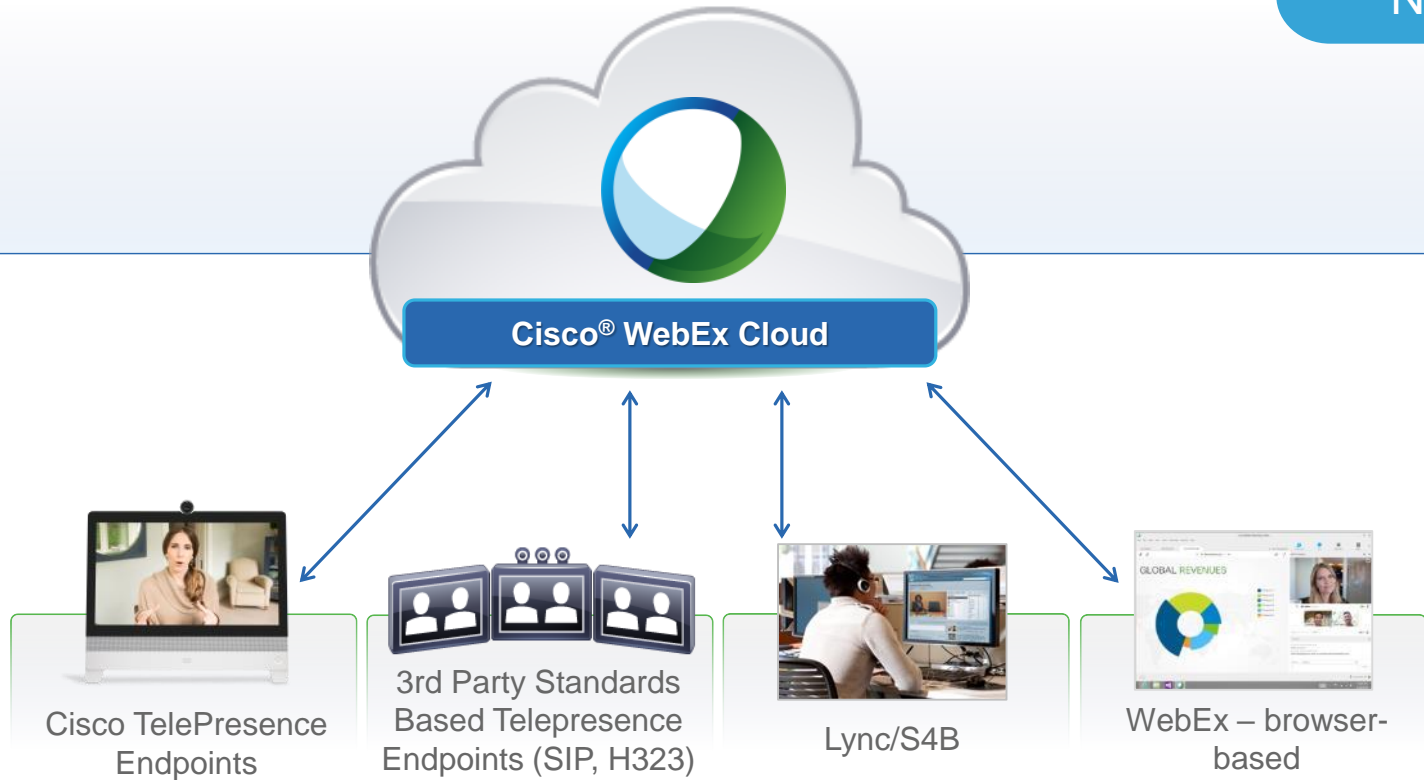 N
Cisco® WebEx Cloud
GLOBAL REVENUES
Cisco TelePresence
Endpoints
3rd Party Standards
Based Telepresence
Endpoints (SIP, H323)
Lync/S4B
WebEx – browser-
based